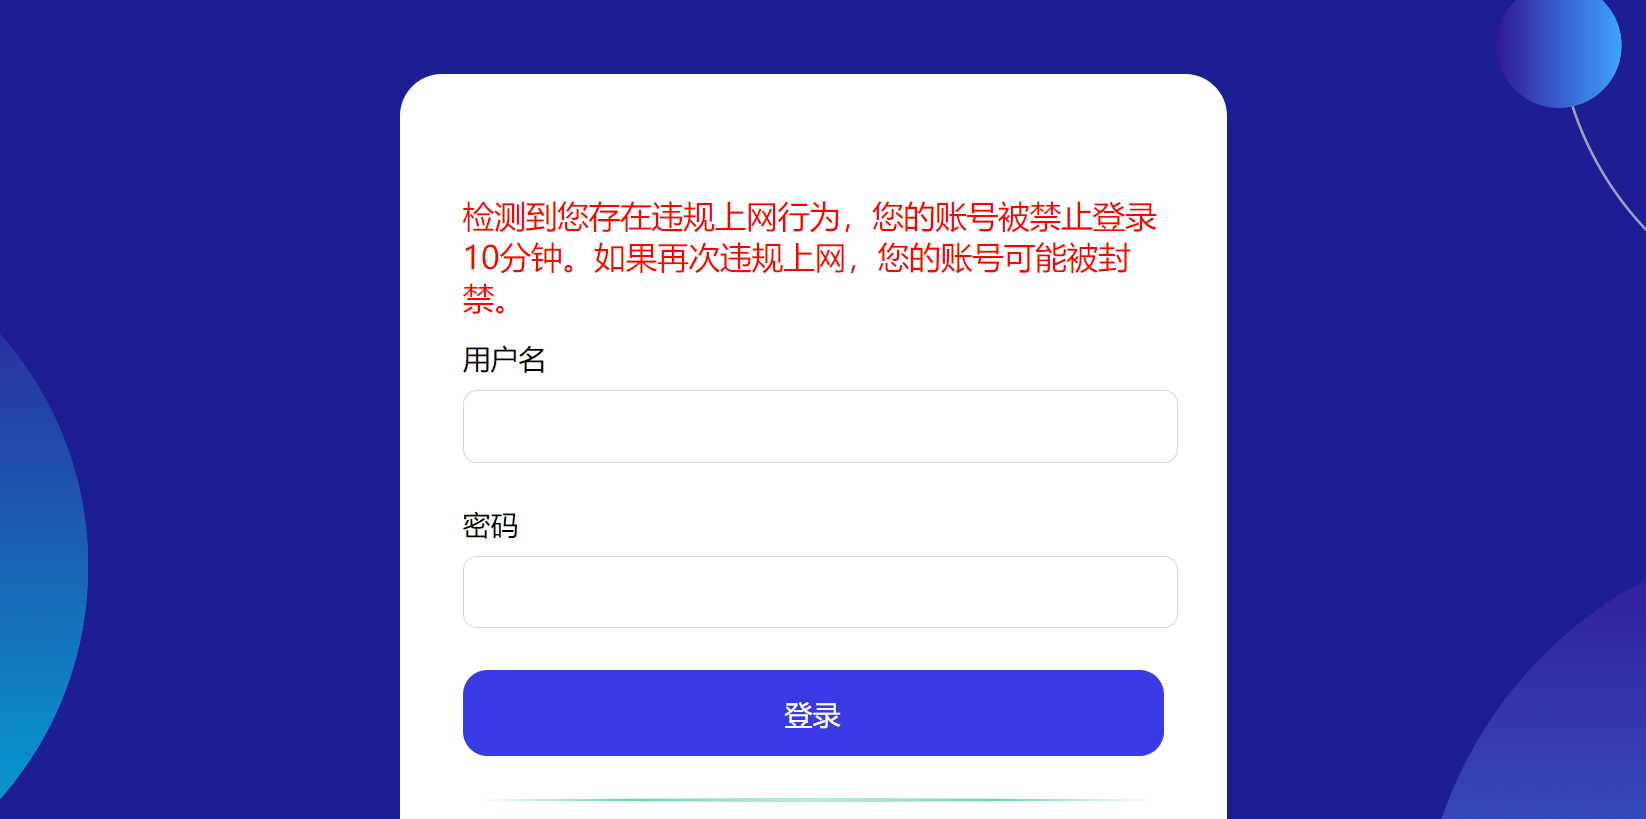 检测到您存在违规上网行为，您的账号被禁止登录
10分钟。如果再次违规上网，您的账号可能被封
禁。
用户名
密码
登录